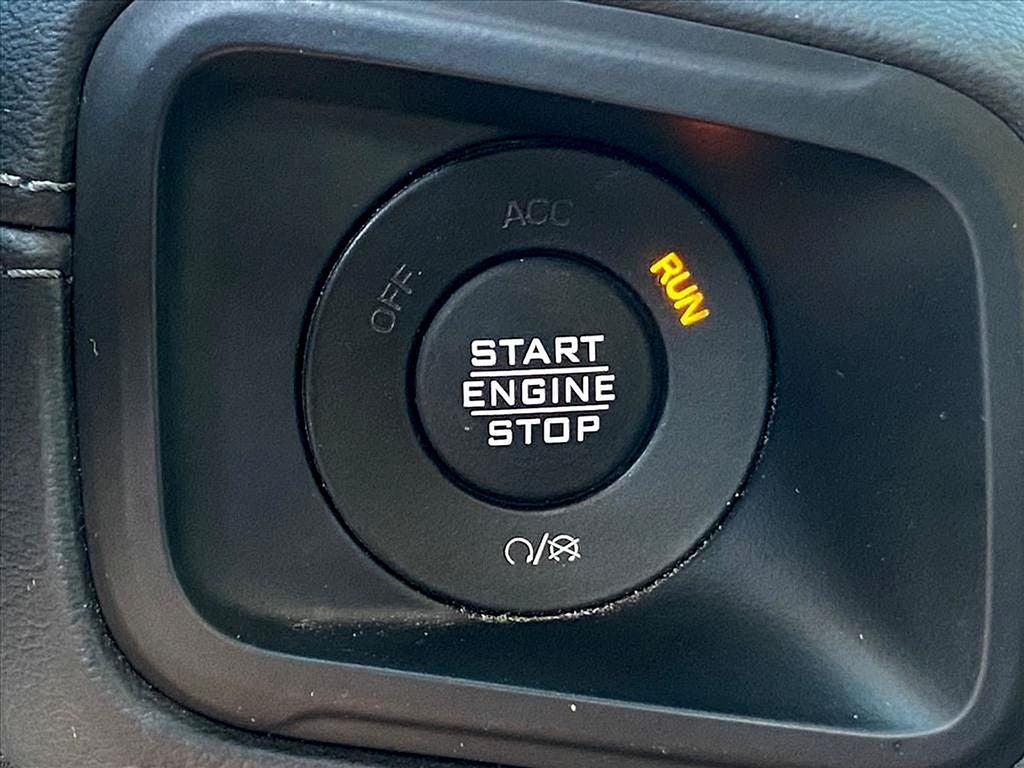 ACC
OFF
RUN
START
ENGINE
STOP